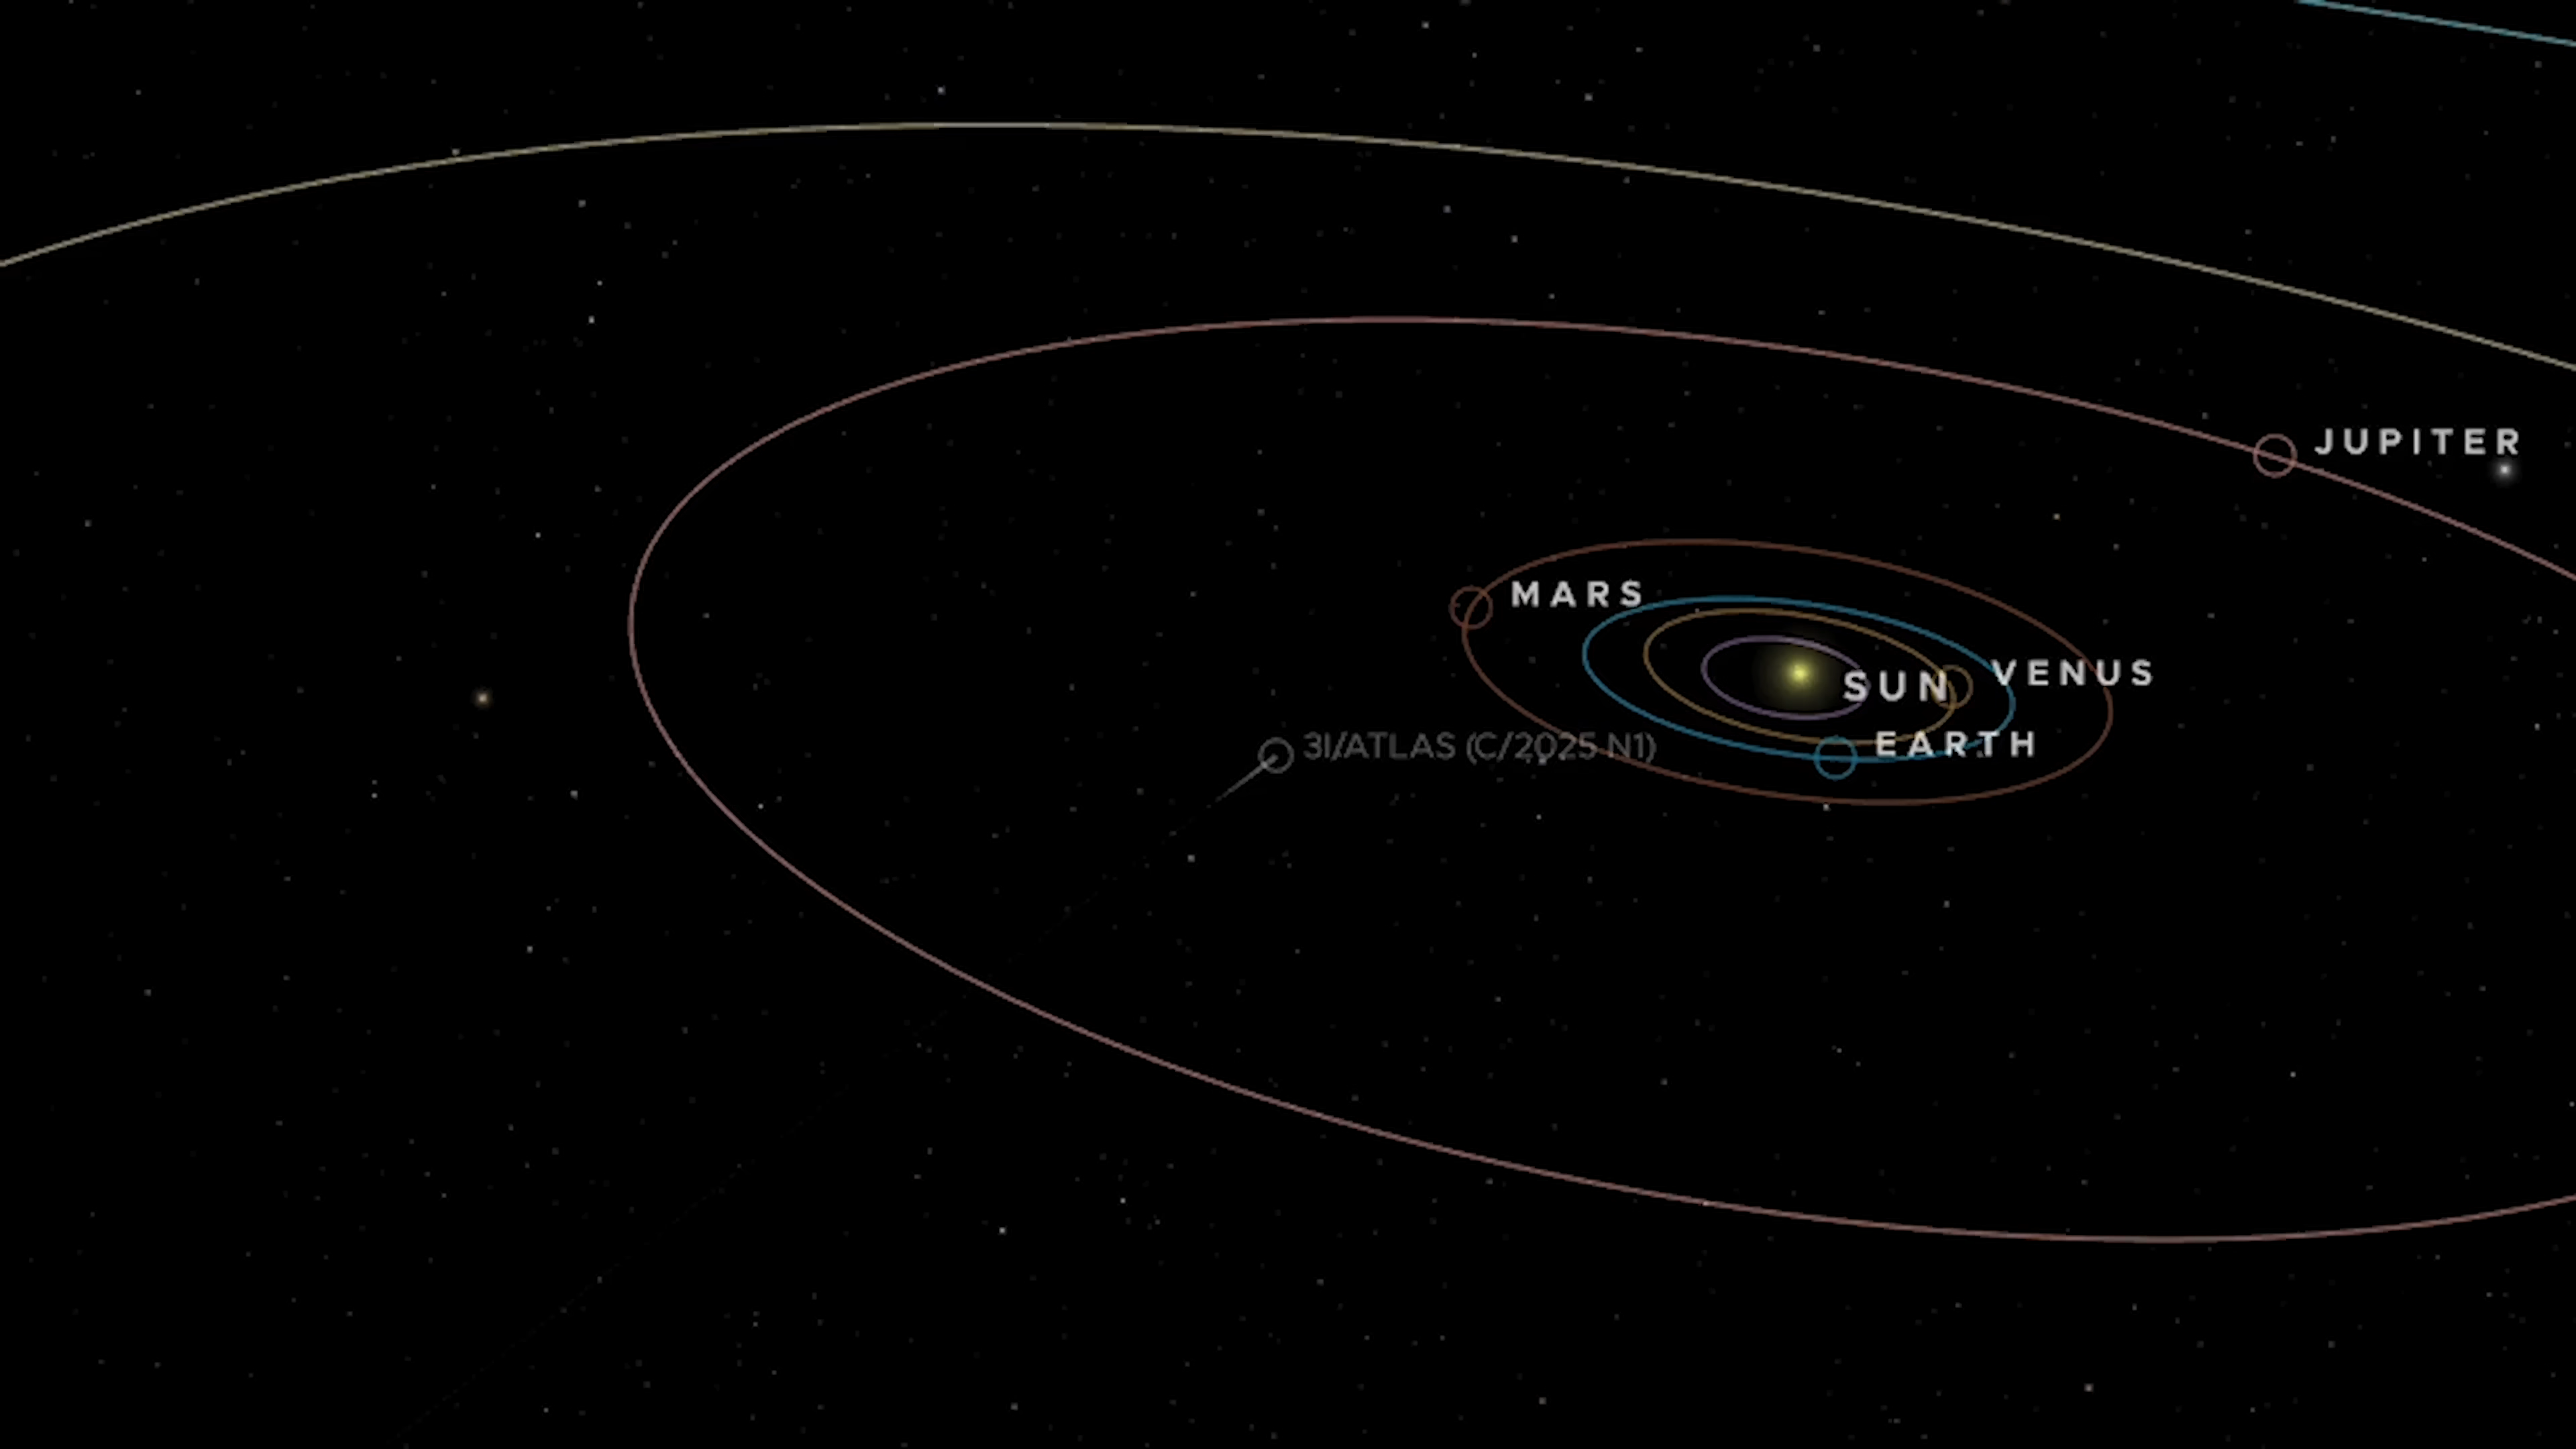 JUPITER
MARS
VENUS
SUN
EARTH
3I/ATLAS (C/2025 N1)